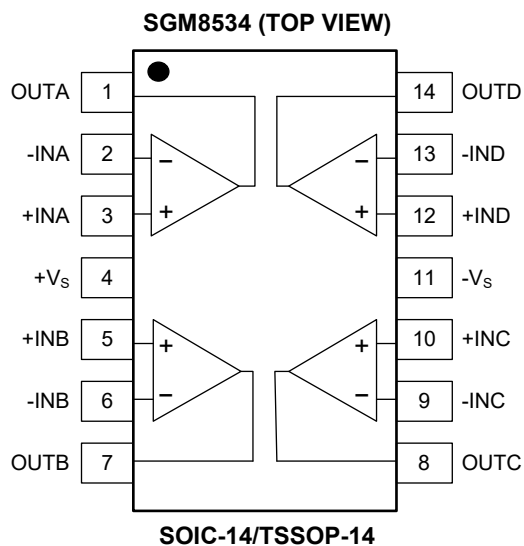 SGM8534 (TOP VIEW)
OUTA 1 14 OUTD
-INA 2 − − 13 -IND
+INA 3 + + 12 +IND
+VS 4 11 -VS
+INB 5 + + 10 +INC
-INB 6 − − 9 -INC
OUTB 7 8 OUTC
SOIC-14/TSSOP-14